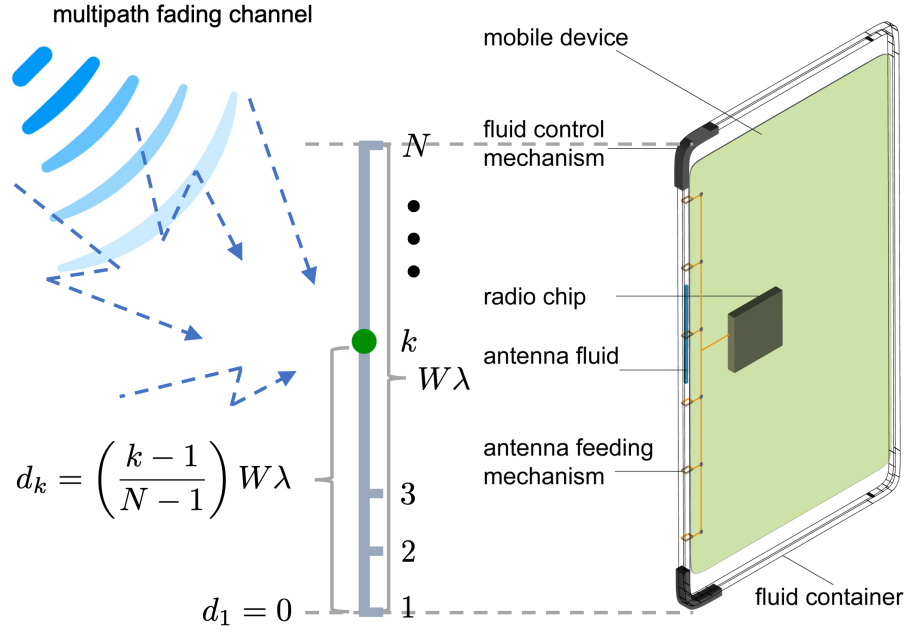 multipath fading channel
mobile device
fluid control
mechanism
radio chip
antenna fluid
antenna feeding
mechanism
fluid container
N
k
Wλ
d_k = ( (k − 1) / (N − 1) ) Wλ
3
2
1
d_1 = 0